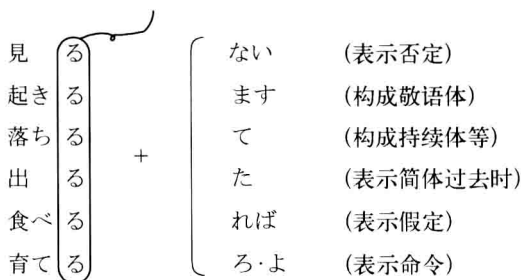 見る ない (表示否定)
起きる ます (构成敬语体)
落ちる て (构成持续体等)
出る + た (表示简体过去时)
食べる れば (表示假定)
育てる ろ·よ (表示命令)